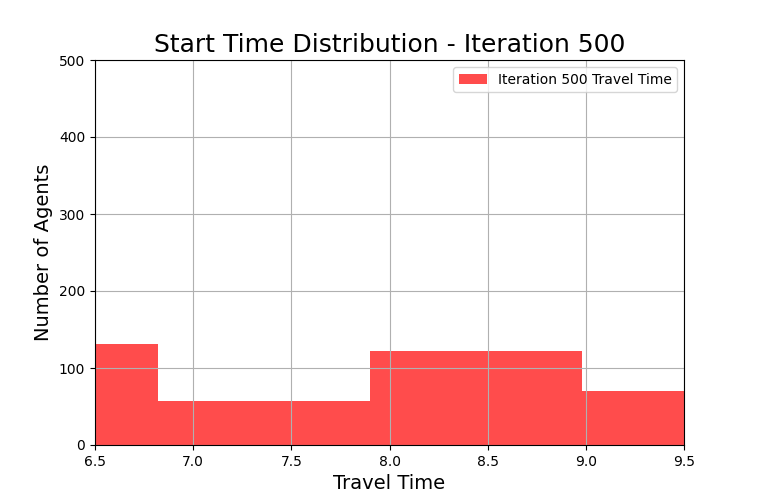 Start Time Distribution - Iteration 500
Iteration 500 Travel Time
Number of Agents
500
400
300
200
100
0
6.5 7.0 7.5 8.0 8.5 9.0 9.5
Travel Time